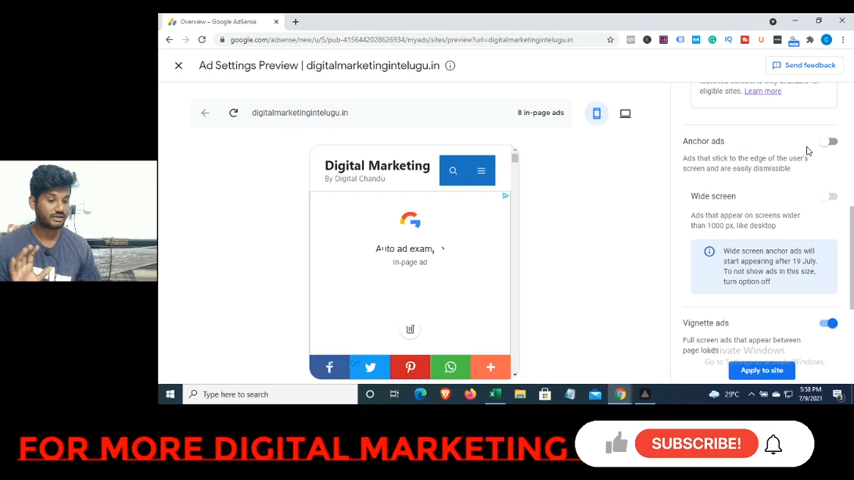 Overview – Google AdSense
google.com/adsense/new/u/5/pub-4156442028626934/myads/sites/preview?url=digitalmarketingintelugu.in
Ad Settings Preview | digitalmarketingintelugu.in
Send feedback
digitalmarketingintelugu.in
8 in-page ads
eligible sites. Learn more
Digital Marketing
By Digital Chandu
In-page ad
Anchor ads
Ads that stick to the edge of the user's
screen and are easily dismissible
Wide screen
Ads that appear on screens wider
than 1000 px, like desktop
Wide screen anchor ads will
start appearing after 19 July.
To not show ads in this size,
turn option off
Vignette ads
Full screen ads that appear between
page loads
Activate Windows
Apply to site
Type here to search
29°C
5:58 PM
7/9/2021
FOR MORE DIGITAL MARKETING
SUBSCRIBE!